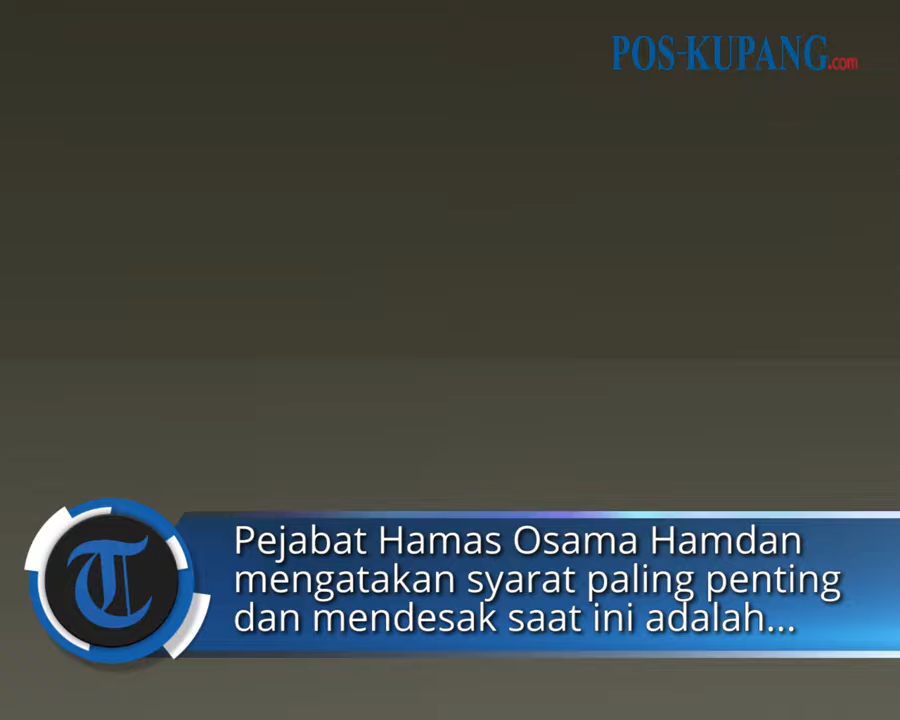 POS-KUPANG.com
Pejabat Hamas Osama Hamdan
mengatakan syarat paling penting
dan mendesak saat ini adalah...